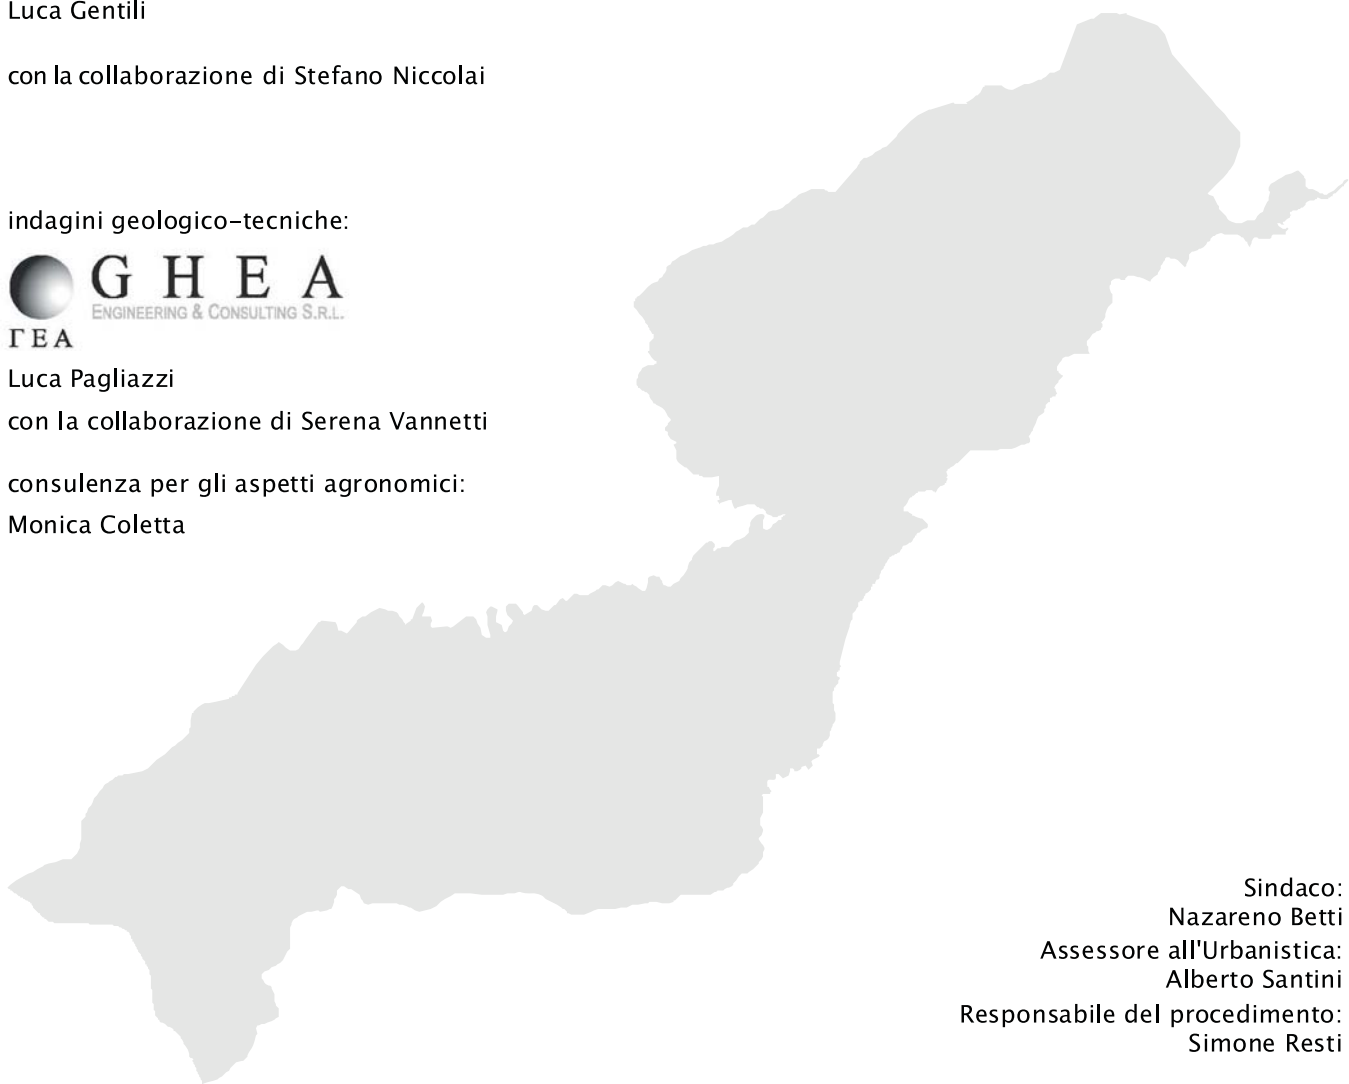 Luca Gentili
con la collaborazione di Stefano Niccolai
indagini geologico-tecniche:
GHEA
ENGINEERING & CONSULTING S.R.L.
ΓΕΑ
Luca Pagliazzi
con la collaborazione di Serena Vannetti
consulenza per gli aspetti agronomici:
Monica Coletta
Sindaco:
Nazareno Betti
Assessore all'Urbanistica:
Alberto Santini
Responsabile del procedimento:
Simone Resti